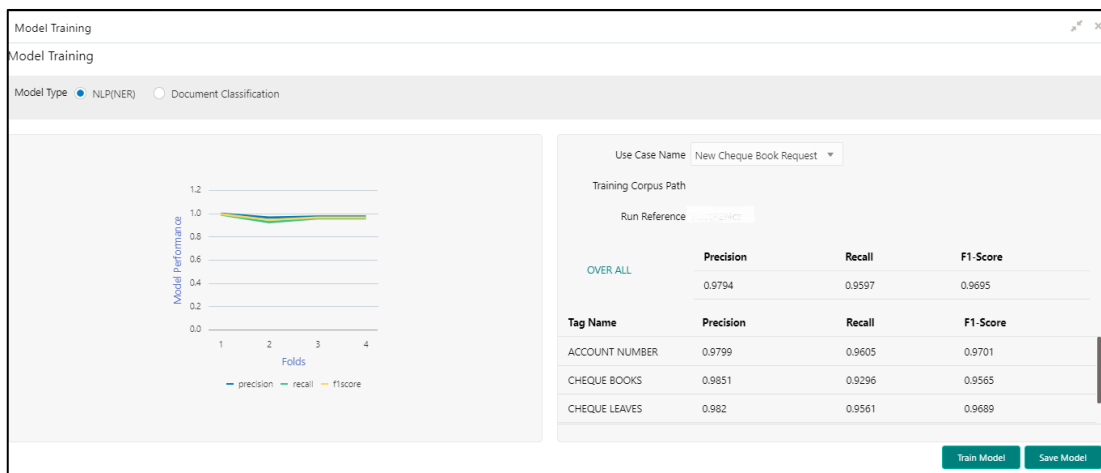 Model Training
Model Training
Model Type NLP(NER) Document Classification
1.2
1.0
0.8
0.6
0.4
0.2
0.0
Model Performance
1 2 3 4
Folds
precision recall f1score
Use Case Name New Cheque Book Request
Training Corpus Path
Run Reference
OVER ALL
Precision Recall F1-Score
0.9794 0.9597 0.9695
Tag Name Precision Recall F1-Score
ACCOUNT NUMBER 0.9799 0.9605 0.9701
CHEQUE BOOKS 0.9851 0.9296 0.9565
CHEQUE LEAVES 0.982 0.9561 0.9689
Train Model Save Model